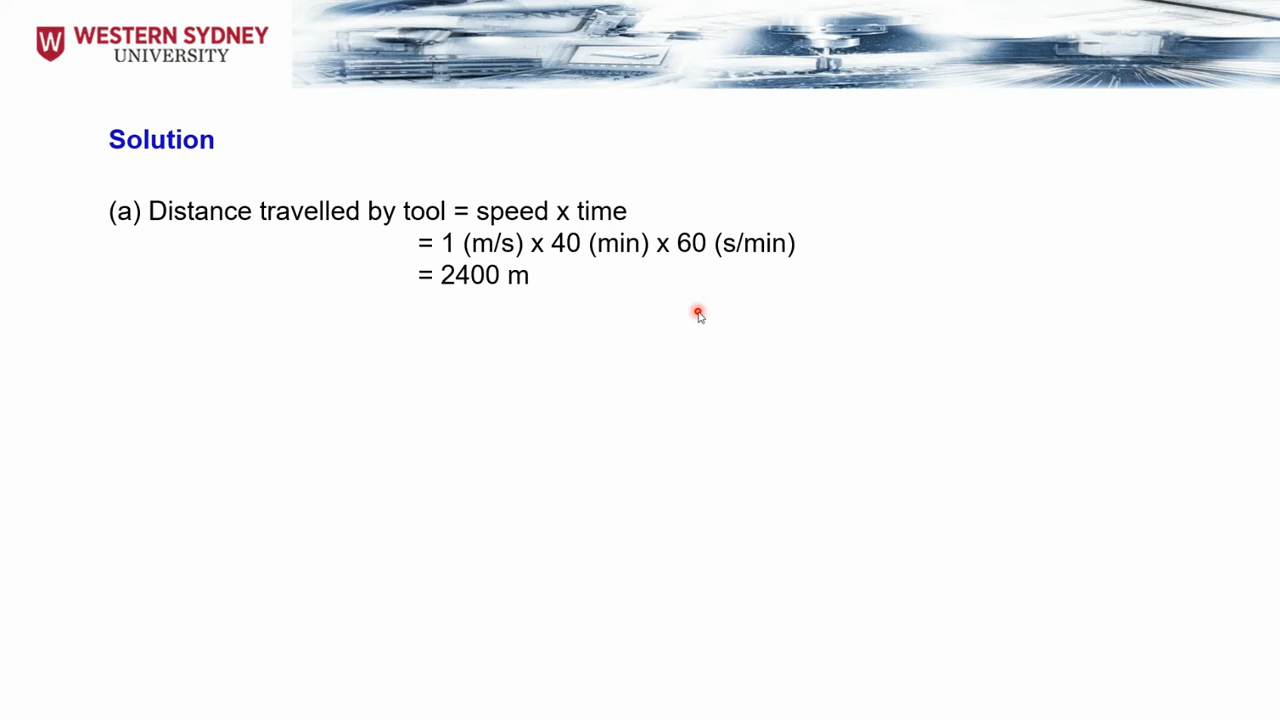 WESTERN SYDNEY
UNIVERSITY
Solution
(a) Distance travelled by tool = speed x time
= 1 (m/s) x 40 (min) x 60 (s/min)
= 2400 m